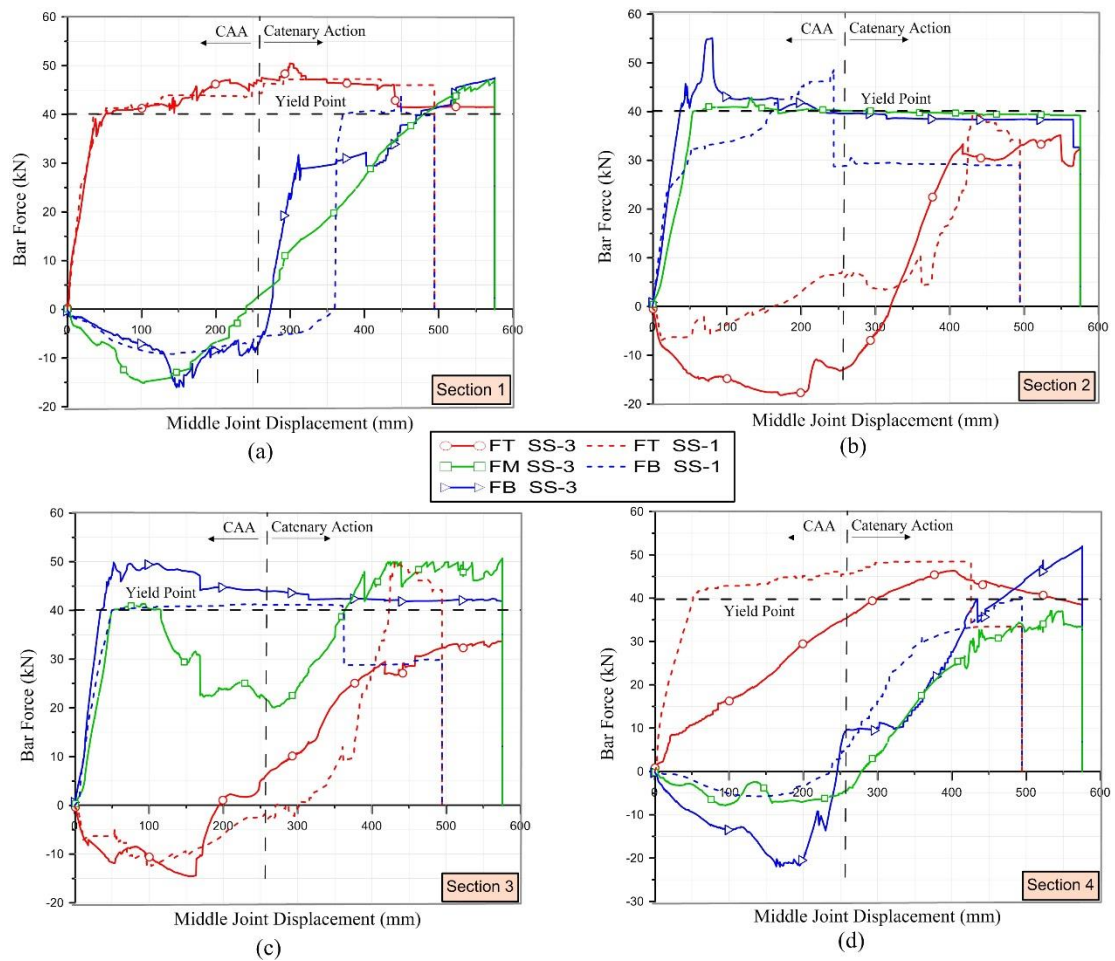 CAA Catenary Action
60
50
40
30
20
10
0
-10
-20
Bar Force (kN)
Yield Point
0 100 200 300 400 500 600
Section 1
Middle Joint Displacement (mm)
(a)
CAA Catenary Action
60
50
40
30
20
10
0
-10
-20
Bar Force (kN)
Yield Point
0 100 200 300 400 500 600
Section 2
Middle Joint Displacement (mm)
(b)
FT SS-3 FT SS-1
FM SS-3 FB SS-1
FB SS-3
CAA Catenary Action
60
50
40
30
20
10
0
-10
-20
Bar Force (kN)
Yield Point
0 100 200 300 400 500 600
Section 3
Middle Joint Displacement (mm)
(c)
CAA Catenary Action
60
50
40
30
20
10
0
-10
-20
-30
Bar Force (kN)
Yield Point
0 100 200 300 400 500 600
Section 4
Middle Joint Displacement (mm)
(d)